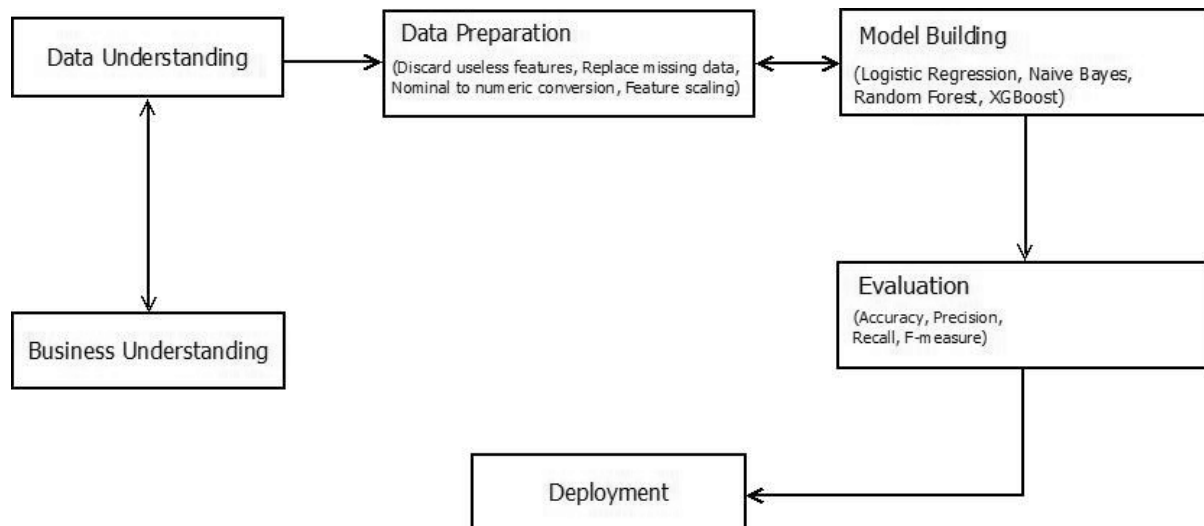 Data Understanding
Data Preparation
(Discard useless features, Replace missing data,
Nominal to numeric conversion, Feature scaling)
Model Building
(Logistic Regression, Naive Bayes,
Random Forest, XGBoost)
Business Understanding
Evaluation
(Accuracy, Precision,
Recall, F-measure)
Deployment